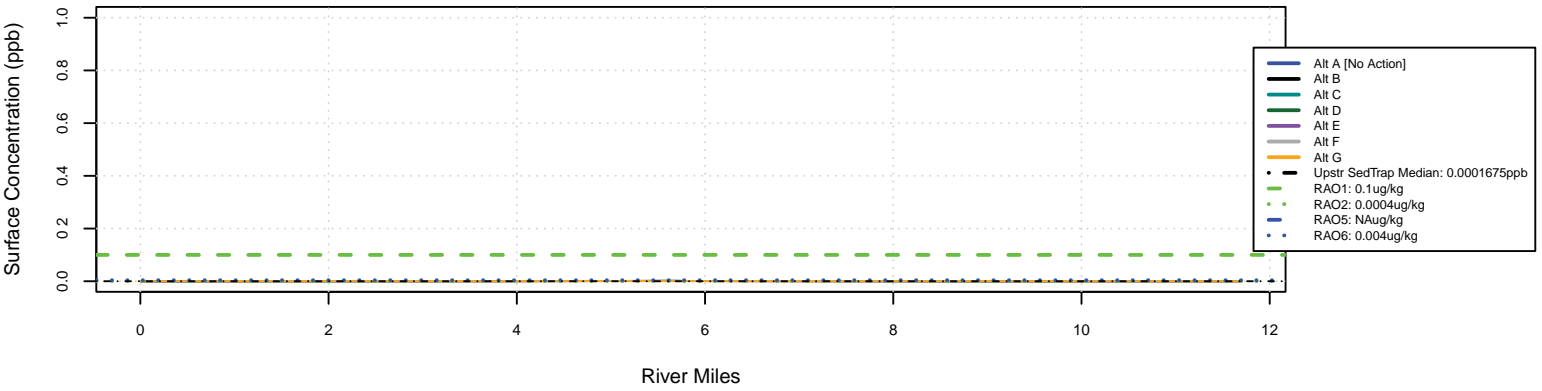 Surface Concentration (ppb)
1.0
0.8
0.6
0.4
0.2
0.0
0 2 4 6 8 10 12
River Miles
Alt A [No Action]
Alt B
Alt C
Alt D
Alt E
Alt F
Alt G
Upstr SedTrap Median: 0.0001675ppb
RAO1: 0.1ug/kg
RAO2: 0.0004ug/kg
RAO5: NAug/kg
RAO6: 0.004ug/kg